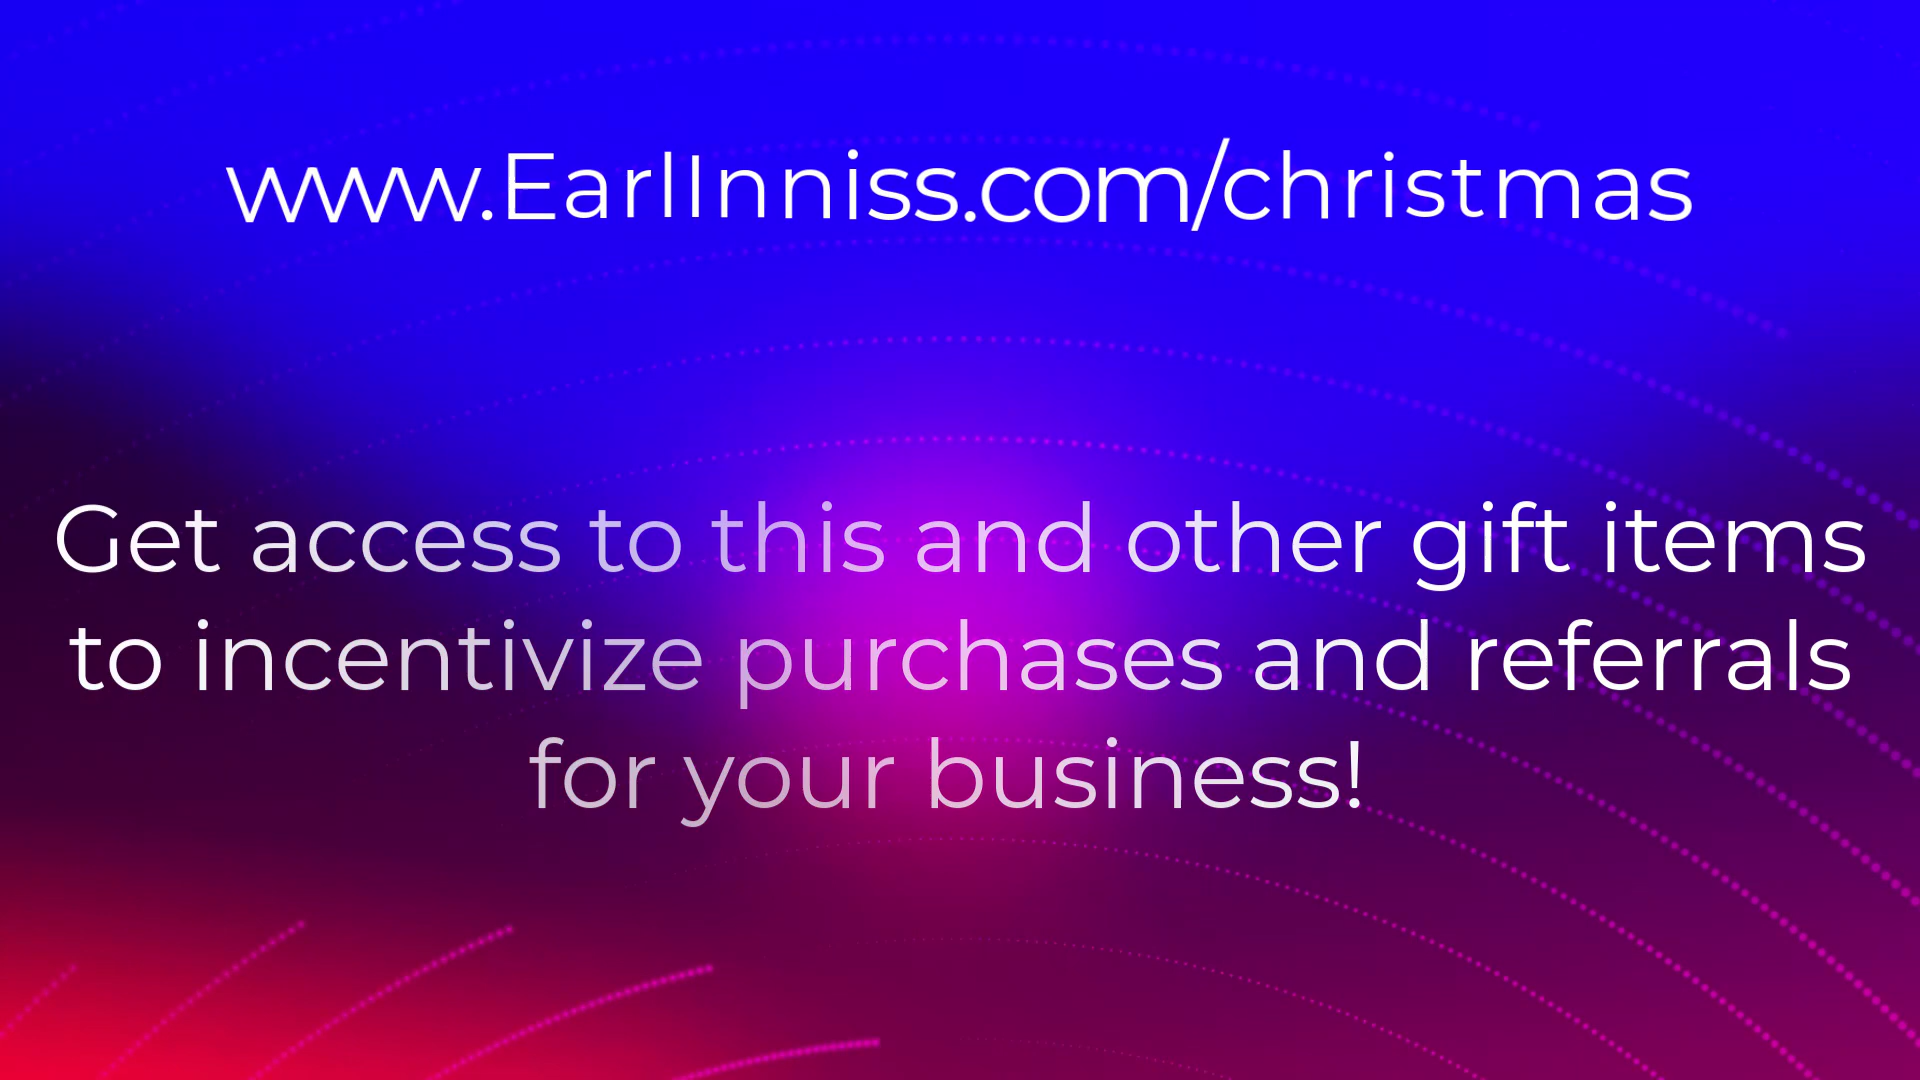 www.EarlInniss.com/christmas
Get access to this and other gift items
to incentivize purchases and referrals
for your business!